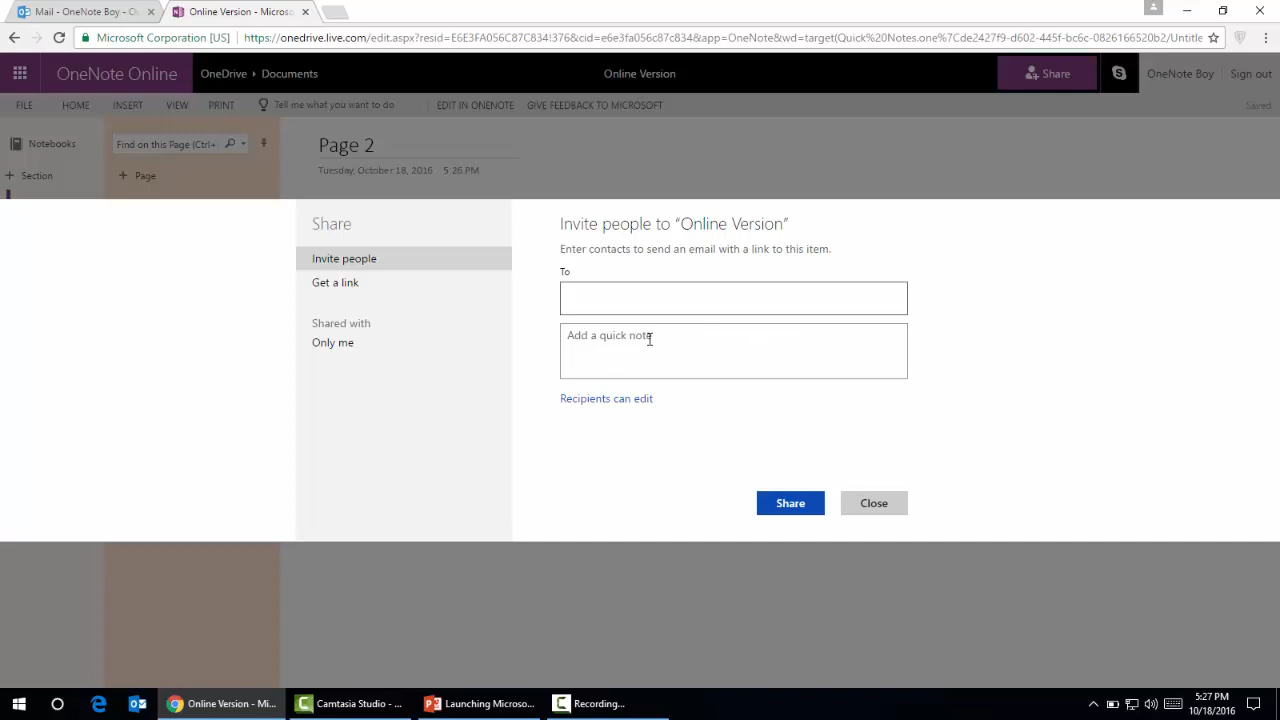 Mail - OneNote Boy - O
Online Version - Microso
Microsoft Corporation [US]
https://onedrive.live.com/edit.aspx?resid=E6E3FA056C87C834!376&cid=e6e3fa056c87c834&app=OneNote&wd=target(Quick%20Notes.one%7Cde2427f9-d602-445f-bc6c-0826166520b2/Untitle
OneNote Online
OneDrive › Documents
Online Version
Share
OneNote Boy
Sign out
FILE HOME INSERT VIEW PRINT Tell me what you want to do EDIT IN ONENOTE GIVE FEEDBACK TO MICROSOFT Saved
Notebooks
Find on this Page (Ctrl+
Page 2
Tuesday, October 18, 2016 5:26 PM
+ Section
+ Page
Share
Invite people
Get a link
Shared with
Only me
Invite people to “Online Version”
Enter contacts to send an email with a link to this item.
To
Add a quick note
Recipients can edit
Share
Close
Online Version - Mi...
Camtasia Studio - ...
Launching Microso...
Recording...
5:27 PM
10/18/2016